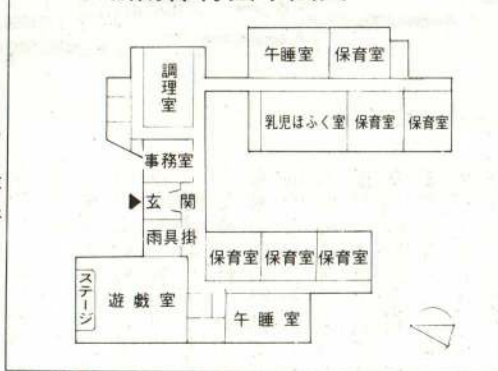 午睡室
保育室
調理室
乳児ほふく室
保育室
保育室
事務室
▶玄関
雨具掛
保育室
保育室
保育室
ステージ
遊戯室
午睡室